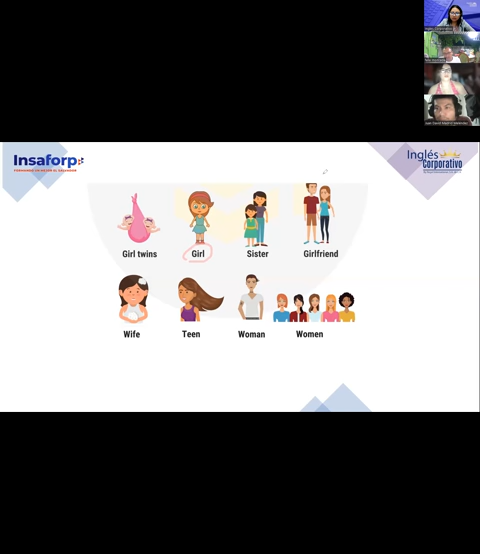 Insaforp
Inglés
Corporativo
Girl twins
Girl
Sister
Girlfriend
Wife
Teen
Woman
Women